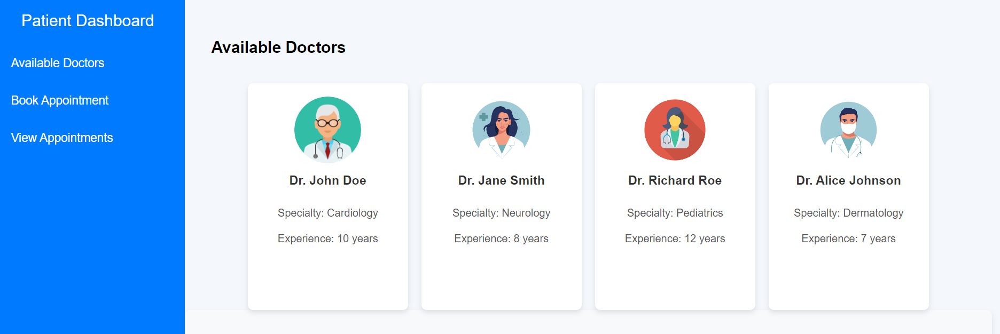 Patient Dashboard
Available Doctors
Book Appointment
View Appointments
Available Doctors
Dr. John Doe
Specialty: Cardiology
Experience: 10 years
Dr. Jane Smith
Specialty: Neurology
Experience: 8 years
Dr. Richard Roe
Specialty: Pediatrics
Experience: 12 years
Dr. Alice Johnson
Specialty: Dermatology
Experience: 7 years